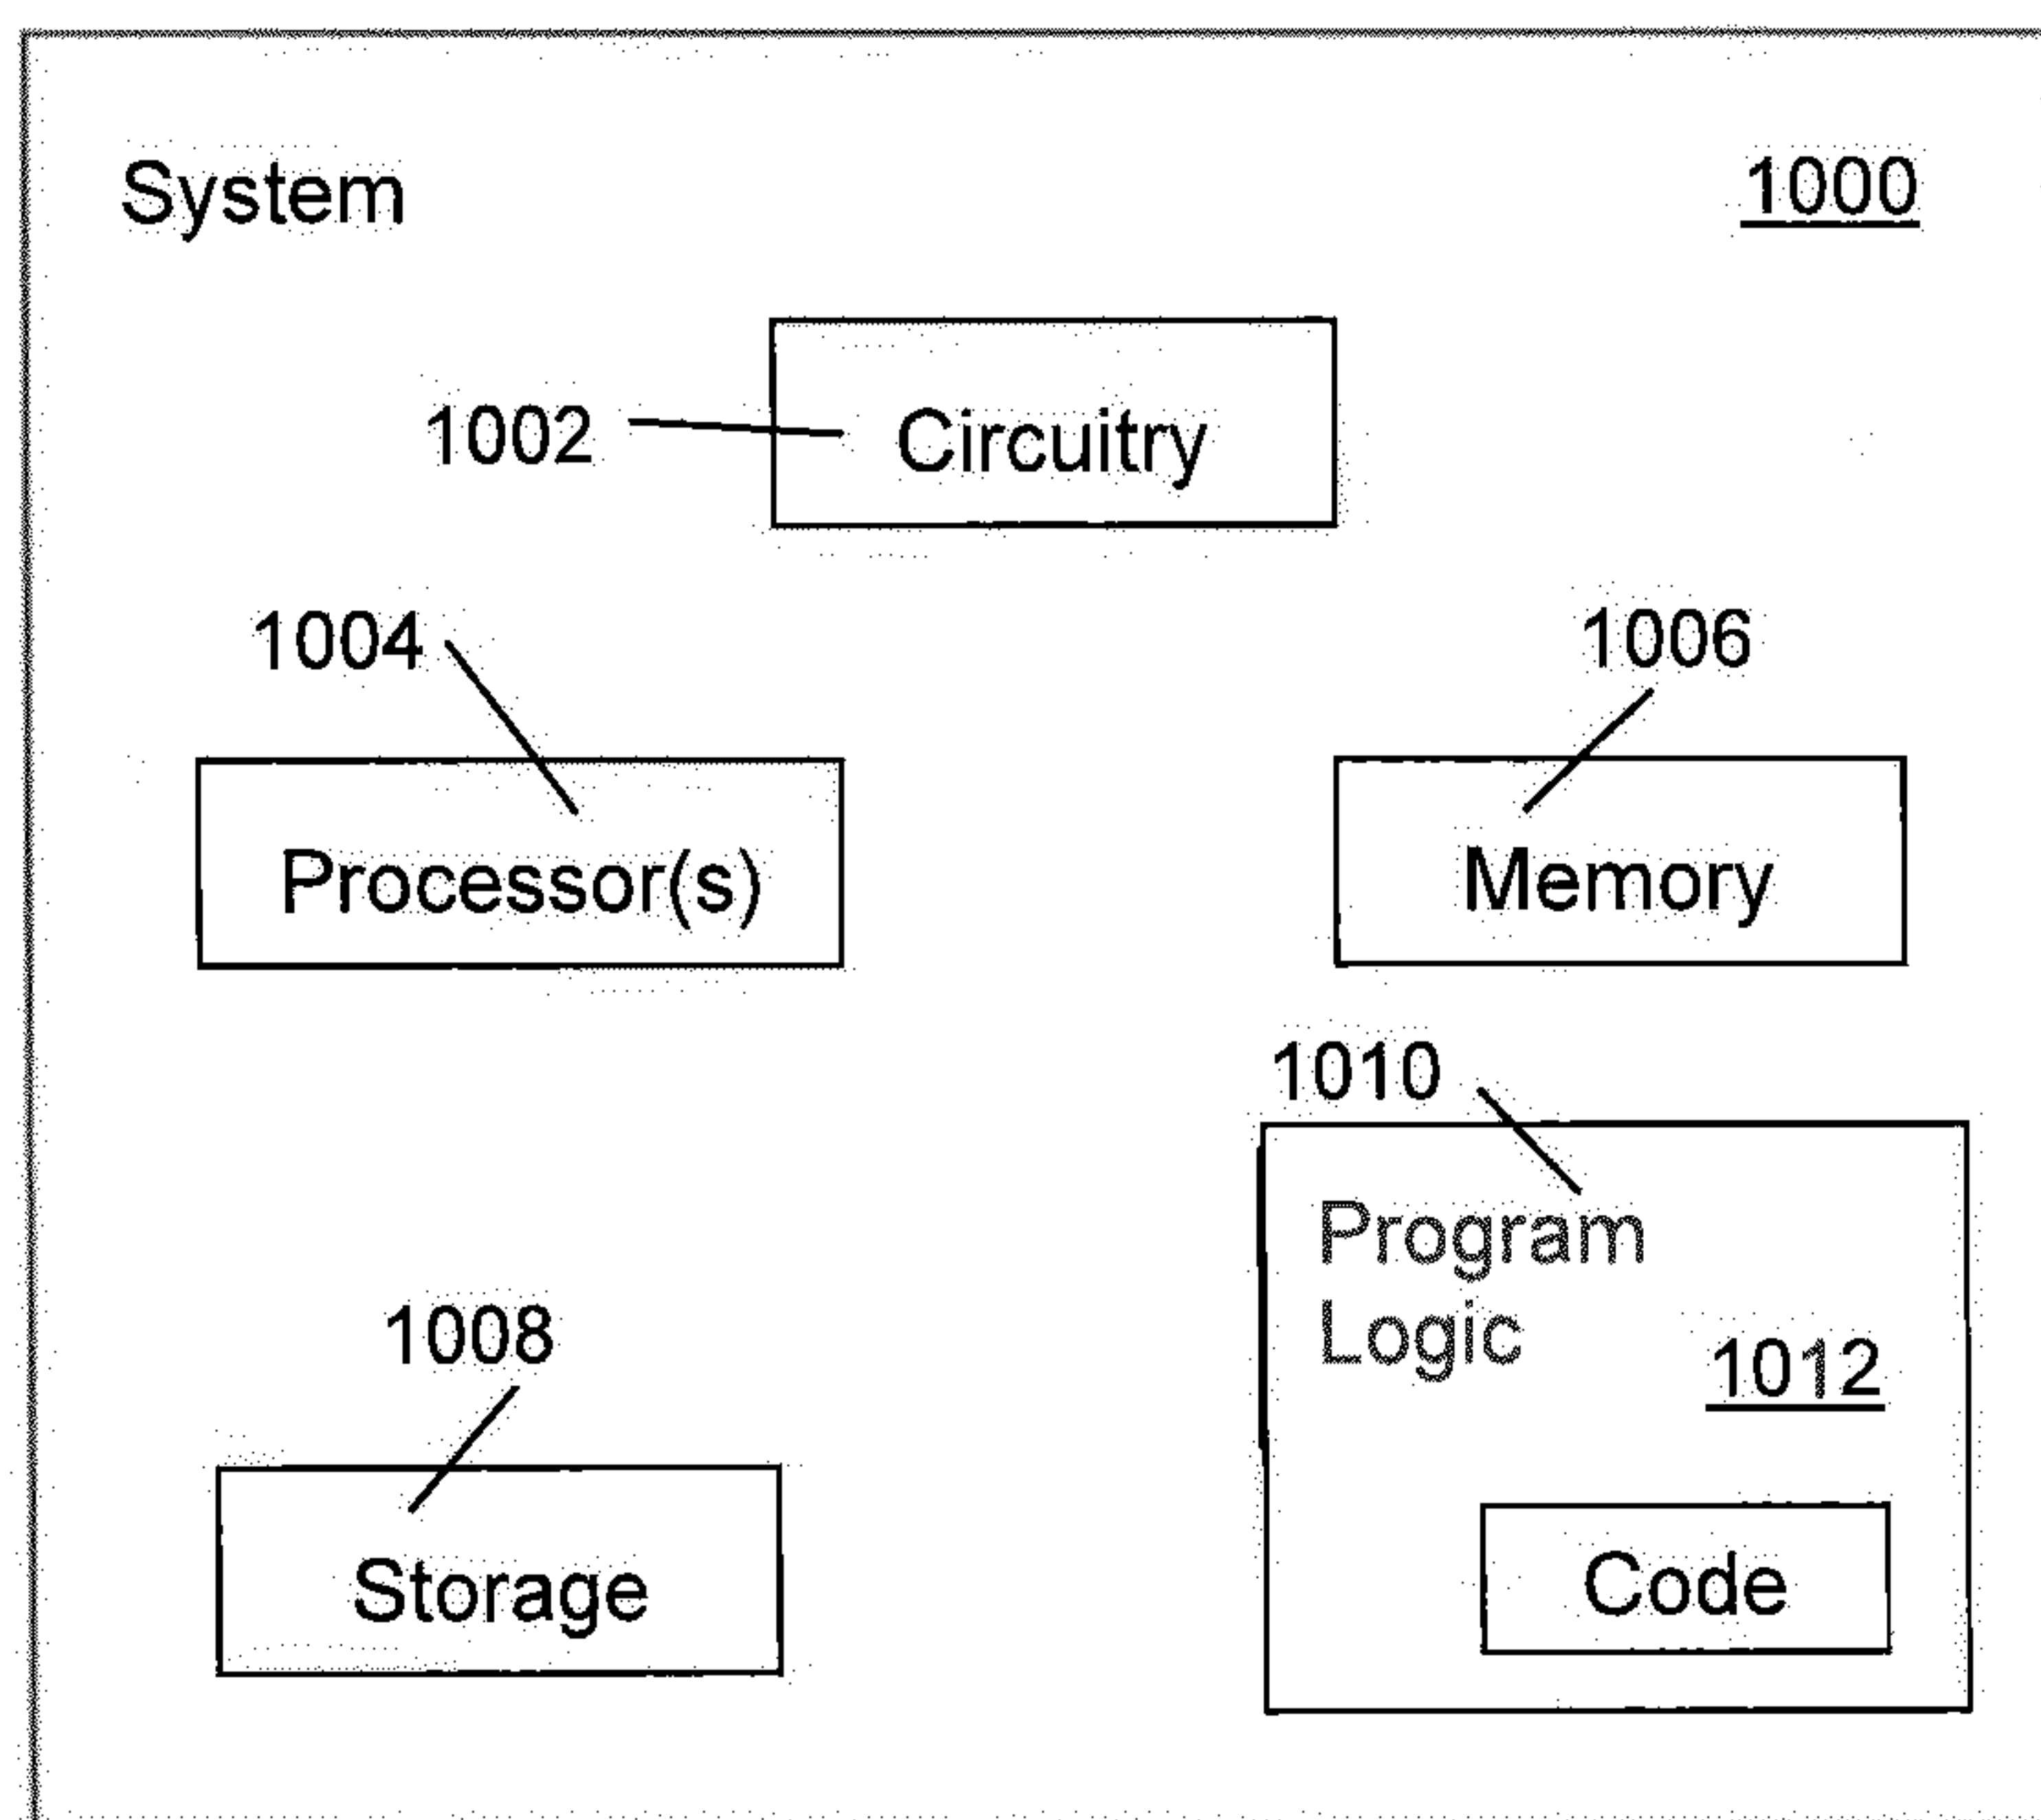 System
1000
1002
Circuitry
1004
1006
Processor(s)
Memory
1010
Program
Logic
1012
1008
Storage
Code